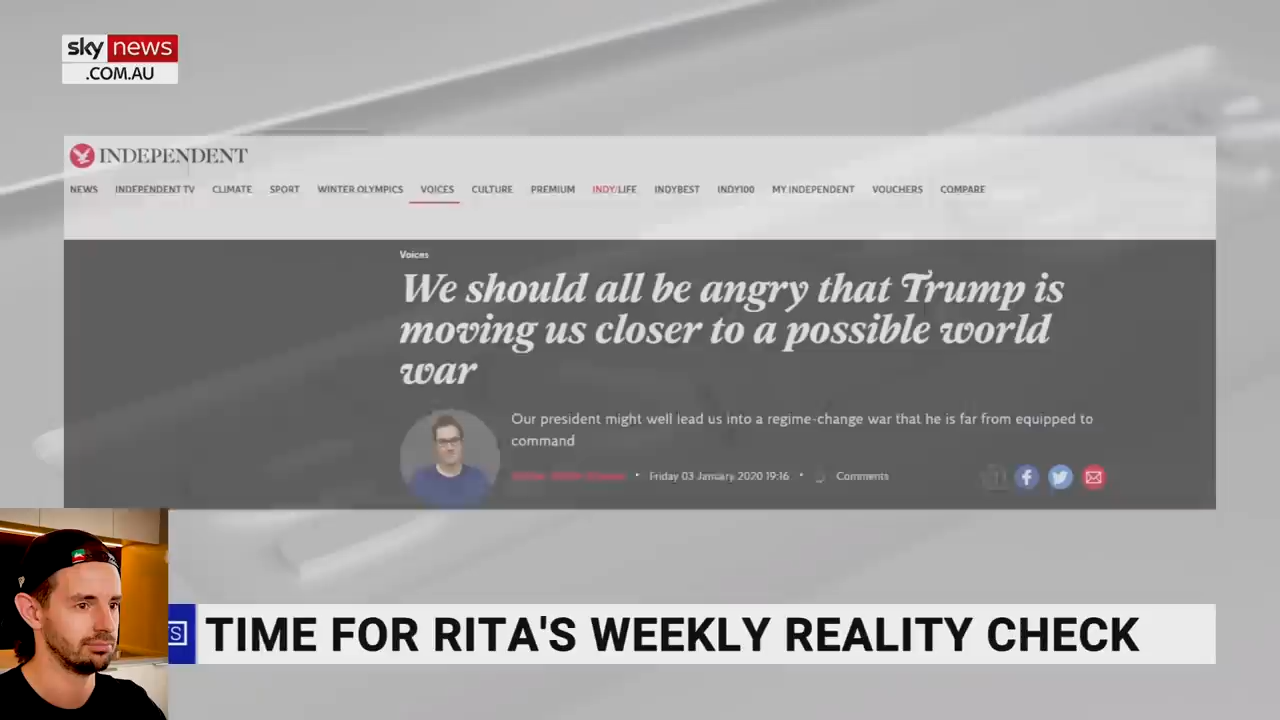 sky news
.COM.AU
INDEPENDENT
NEWS INDEPENDENT TV CLIMATE SPORT WINTER OLYMPICS VOICES CULTURE PREMIUM INDY/LIFE INDYBEST INDY100 MY INDEPENDENT VOUCHERS COMPARE
Voices
We should all be angry that Trump is
moving us closer to a possible world
war
Our president might well lead us into a regime-change war that he is far from equipped to
command
• Friday 03 January 2020 19:16 • Comments
TIME FOR RITA'S WEEKLY REALITY CHECK